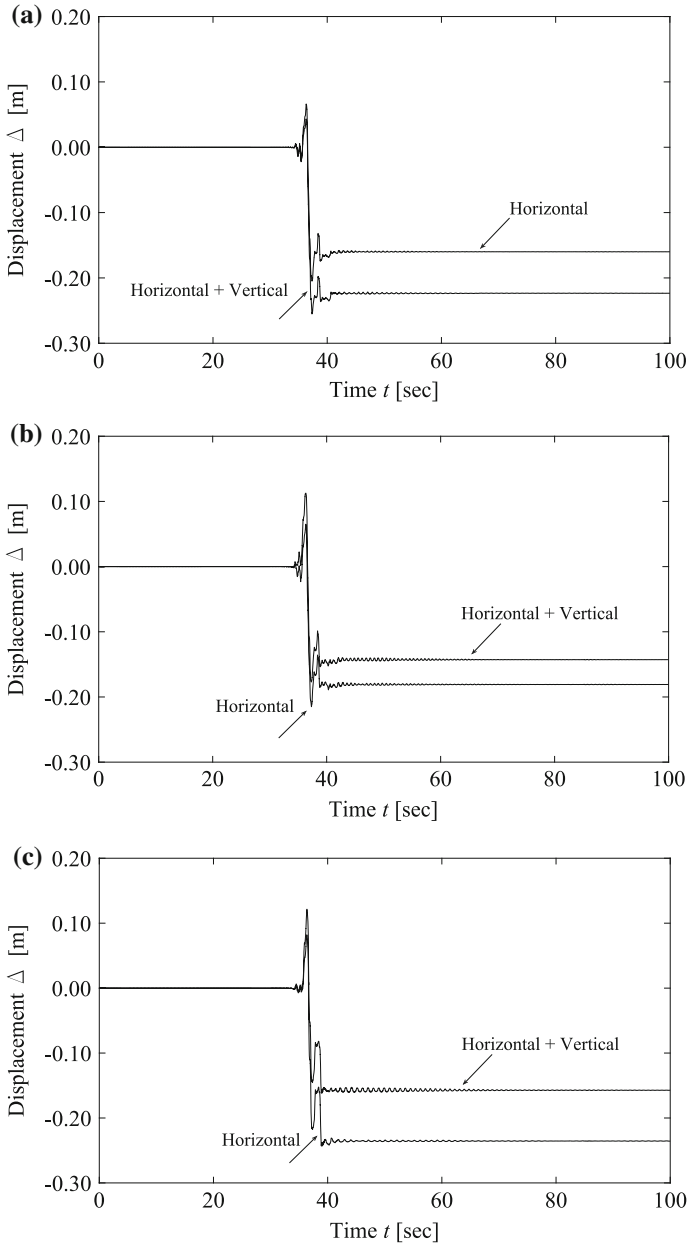 (a)
0.20
0.10
0.00
-0.10
-0.20
-0.30
Displacement Δ [m]
Horizontal
Horizontal + Vertical
0 20 40 60 80 100
Time t [sec]
(b)
0.20
0.10
0.00
-0.10
-0.20
-0.30
Displacement Δ [m]
Horizontal + Vertical
Horizontal
0 20 40 60 80 100
Time t [sec]
(c)
0.20
0.10
0.00
-0.10
-0.20
-0.30
Displacement Δ [m]
Horizontal + Vertical
Horizontal
0 20 40 60 80 100
Time t [sec]